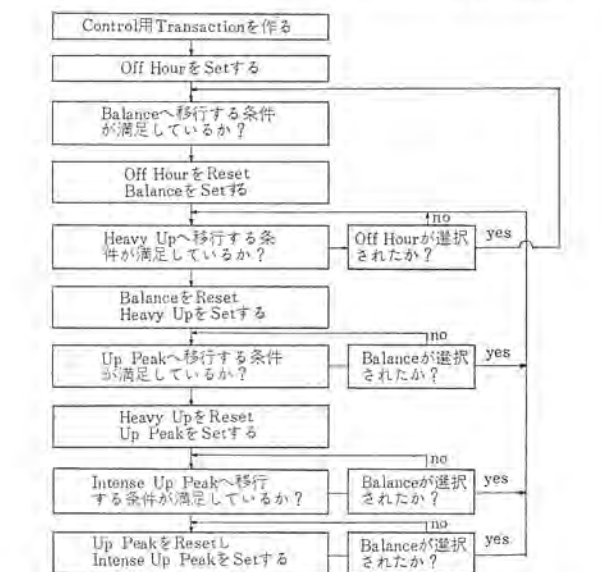 Control用Transactionを作る
Off HourをSetする
Balanceへ移行する条件
が満足しているか?
Off HourをReset
BalanceをSetする
Heavy Upへ移行する条
件が満足しているか?
no
Off Hourが選択
されたか?
yes
BalanceをReset
Heavy UpをSetする
Up Peakへ移行する条件
が満足しているか?
no
Balanceが選択
されたか?
yes
Heavy UpをReset
Up PeakをSetする
Intense Up Peakへ移行
する条件が満足しているか?
no
Balanceが選択
されたか?
yes
Up PeakをResetし
Intense Up PeakをSetする
no
Balanceが選択
されたか?
yes